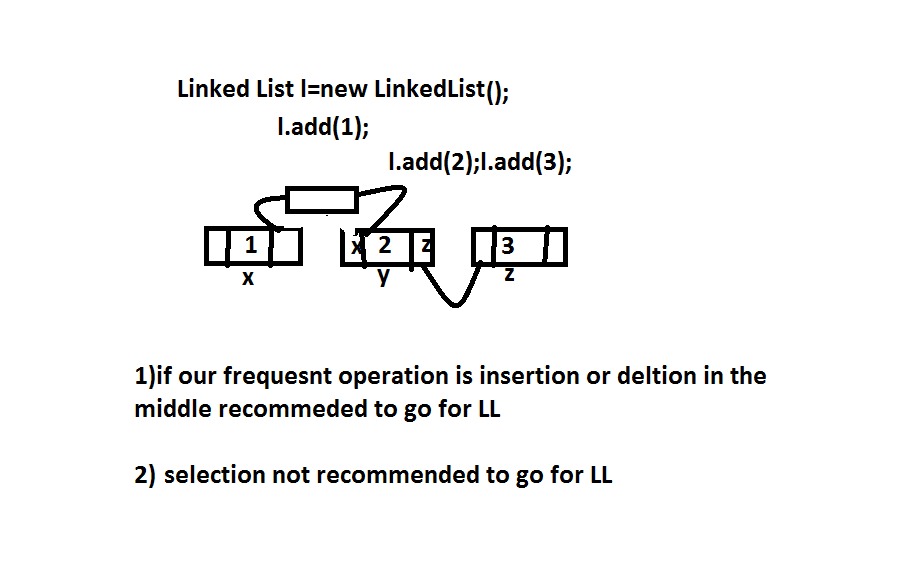 Linked List l=new LinkedList();
l.add(1);
l.add(2);l.add(3);
1 x 2 z 3
x y z
1)if our frequesnt operation is insertion or deltion in the
middle recommeded to go for LL
2) selection not recommended to go for LL